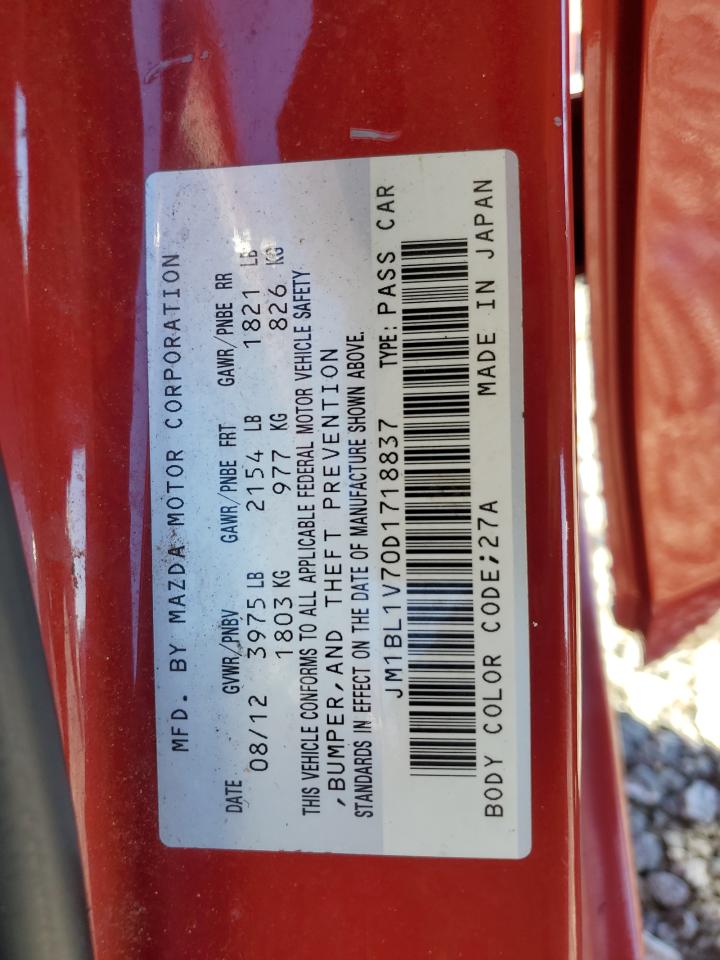 MFD. BY MAZDA MOTOR CORPORATION
DATE GVWR/PNBV GAWR/PNBE FRT GAWR/PNBE RR
08/12 3975 LB 2154 LB 1821 LB
1803 KG 977 KG 826 KG
THIS VEHICLE CONFORMS TO ALL APPLICABLE FEDERAL MOTOR VEHICLE SAFETY
,BUMPER,AND THEFT PREVENTION
STANDARDS IN EFFECT ON THE DATE OF MANUFACTURE SHOWN ABOVE.
JM1BL1V70D1718837 TYPE: PASS CAR
BODY COLOR CODE;27A MADE IN JAPAN